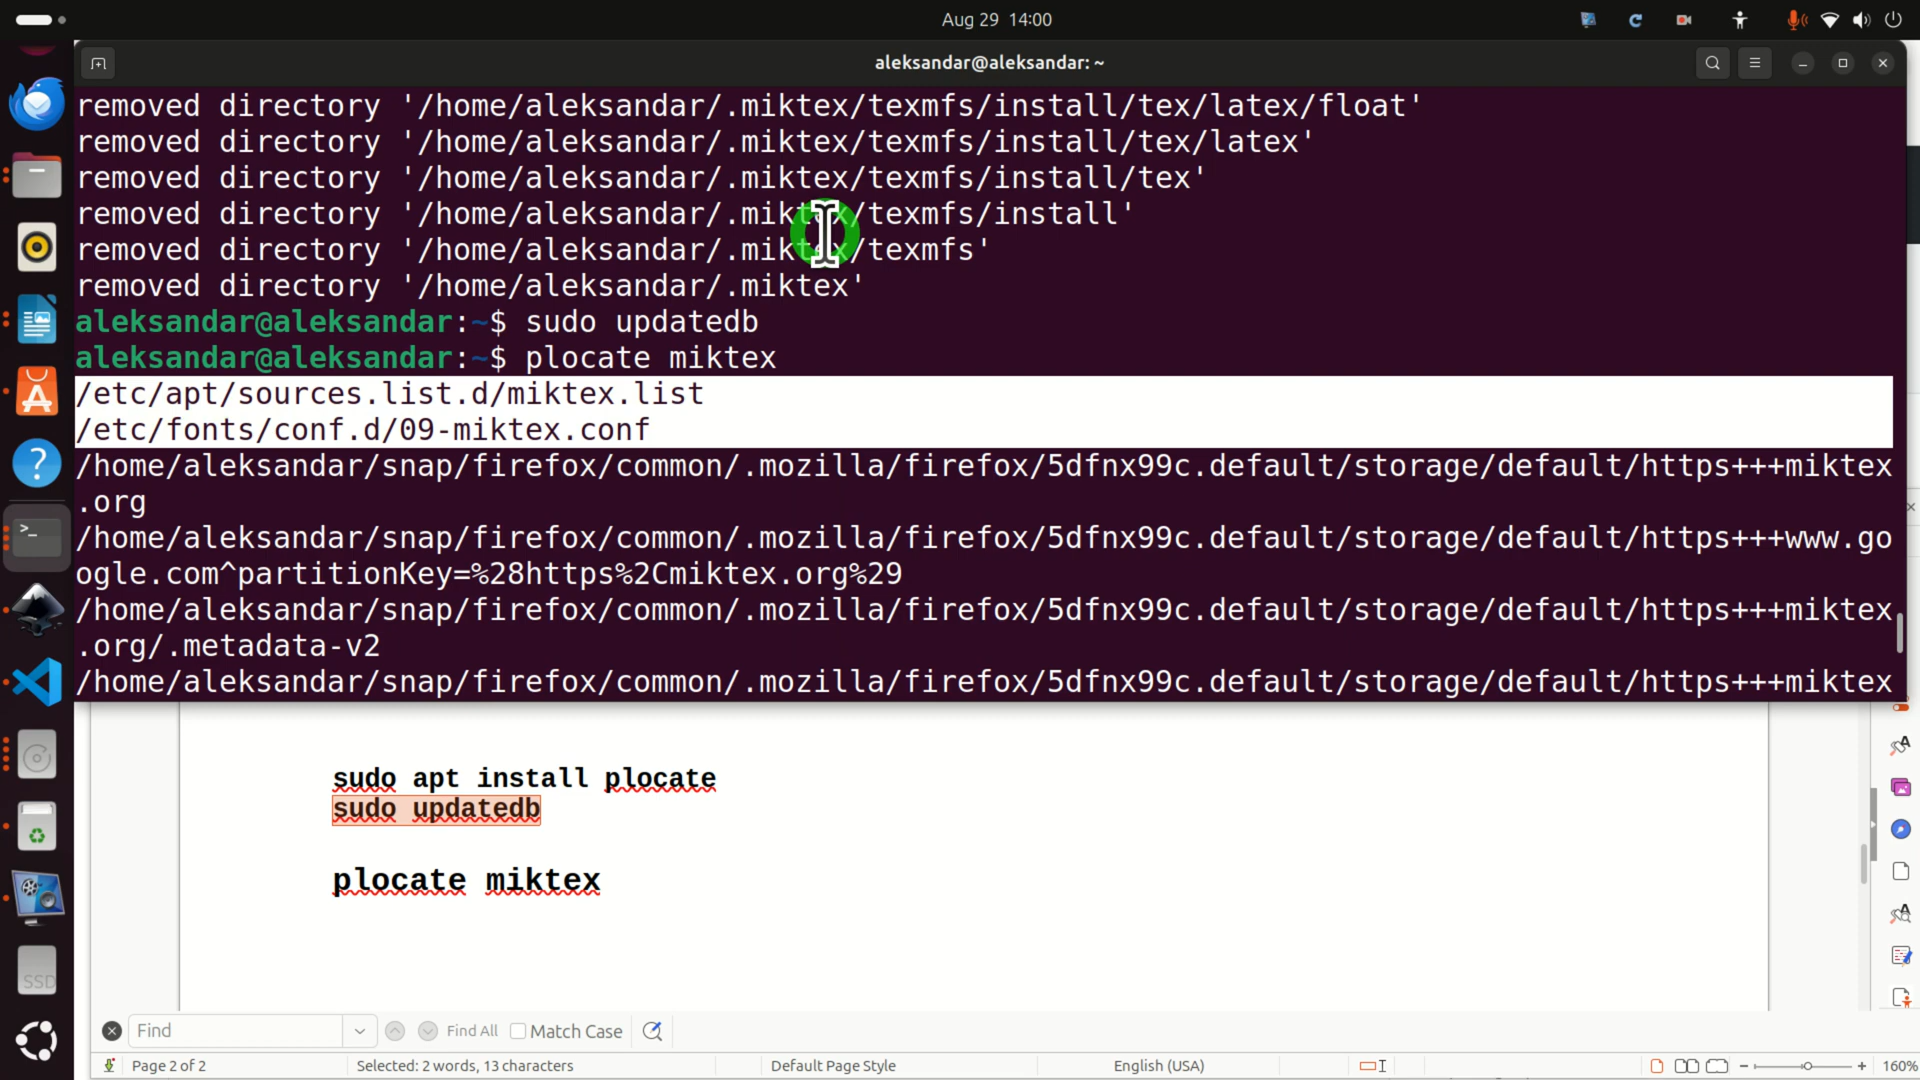 Aug 29 14:00
aleksandar@aleksandar: ~
removed directory '/home/aleksandar/.miktex/texmfs/install/tex/latex/float'
removed directory '/home/aleksandar/.miktex/texmfs/install/tex/latex'
removed directory '/home/aleksandar/.miktex/texmfs/install/tex'
removed directory '/home/aleksandar/.miktex/texmfs/install'
removed directory '/home/aleksandar/.miktex/texmfs'
removed directory '/home/aleksandar/.miktex'
aleksandar@aleksandar:~$ sudo updatedb
aleksandar@aleksandar:~$ plocate miktex
/etc/apt/sources.list.d/miktex.list
/etc/fonts/conf.d/09-miktex.conf
/home/aleksandar/snap/firefox/common/.mozilla/firefox/5dfnx99c.default/storage/default/https+++miktex
.org
/home/aleksandar/snap/firefox/common/.mozilla/firefox/5dfnx99c.default/storage/default/https+++www.go
ogle.com^partitionKey=%28https%2Cmiktex.org%29
/home/aleksandar/snap/firefox/common/.mozilla/firefox/5dfnx99c.default/storage/default/https+++miktex
.org/.metadata-v2
/home/aleksandar/snap/firefox/common/.mozilla/firefox/5dfnx99c.default/storage/default/https+++miktex
sudo apt install plocate
sudo updatedb
plocate miktex
SSD
Find
Find All
Match Case
Page 2 of 2
Selected: 2 words, 13 characters
Default Page Style
English (USA)
160%